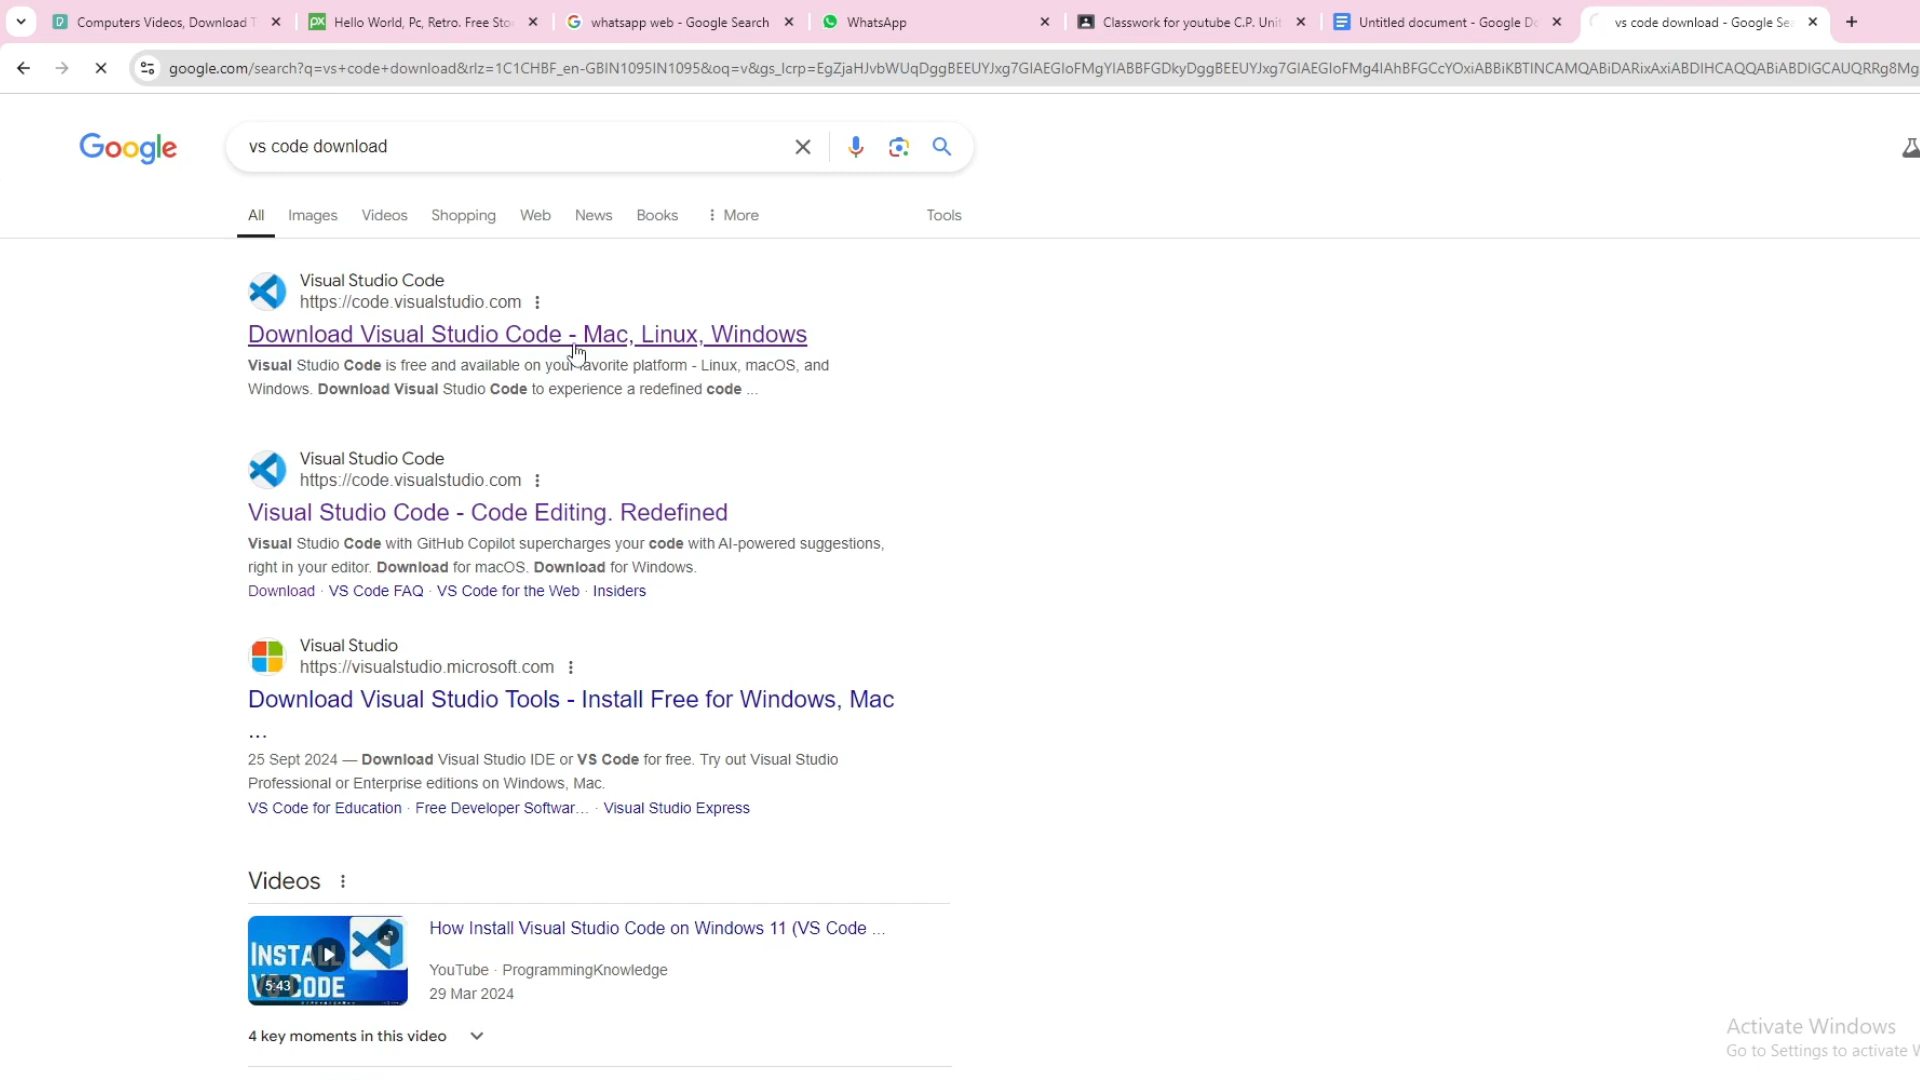 Computers Videos, Download
Hello World, Pc, Retro. Free Sto
whatsapp web - Google Search
WhatsApp
Classwork for youtube C.P. Unit
Untitled document - Google Do
vs code download - Google Sea
google.com/search?q=vs+code+download&rlz=1C1CHBF_en-GBIN1095IN1095&oq=v&gs_lcrp=
Google
vs code download
All
Images
Videos
Shopping
Web
News
Books
More
Tools
Visual Studio Code
https://code.visualstudio.com
Download Visual Studio Code - Mac, Linux, Windows
Visual Studio Code is free and available on your favorite platform - Linux, macOS, and
Windows. Download Visual Studio Code to experience a redefined code ...
Visual Studio Code
https://code.visualstudio.com
Visual Studio Code - Code Editing. Redefined
Visual Studio Code with GitHub Copilot supercharges your code with AI-powered suggestions,
right in your editor. Download for macOS. Download for Windows.
Download · VS Code FAQ · VS Code for the Web · Insiders
Visual Studio
https://visualstudio.microsoft.com
Download Visual Studio Tools - Install Free for Windows, Mac
...
25 Sept 2024 — Download Visual Studio IDE or VS Code for free. Try out Visual Studio
Professional or Enterprise editions on Windows, Mac.
VS Code for Education · Free Developer Softwar... · Visual Studio Express
Videos
INSTALL
VS CODE
5:43
How Install Visual Studio Code on Windows 11 (VS Code ...
YouTube · ProgrammingKnowledge
29 Mar 2024
4 key moments in this video
Activate Windows
Go to Settings to activate W